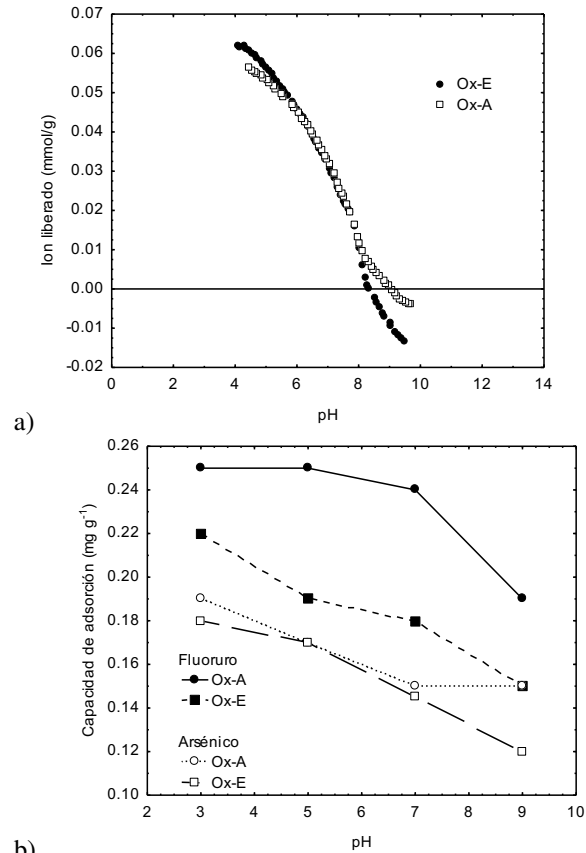 0.07
0.06
0.05
0.04
0.03
0.02
0.01
0.00
-0.01
-0.02
Ion liberado (mmol/g)
Ox-E
Ox-A
0 2 4 6 8 10 12 14
pH
a)
0.26
0.24
0.22
0.20
0.18
0.16
0.14
0.12
0.10
Capacidad de adsorción (mg g⁻¹)
Fluoruro
Ox-A
Ox-E
Arsénico
Ox-A
Ox-E
2 3 4 5 6 7 8 9 10
pH
b)